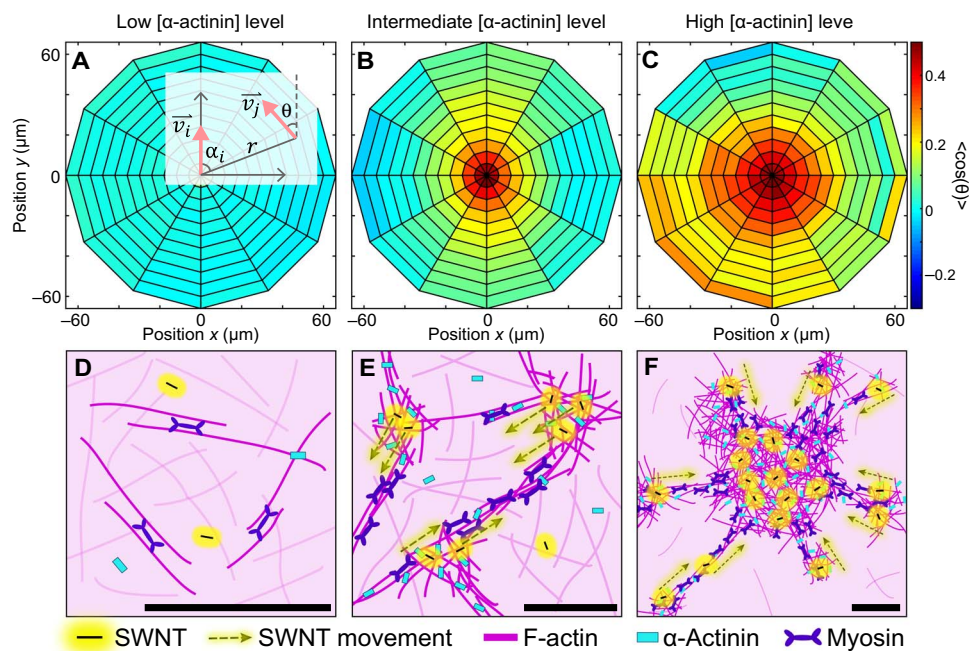 Low [α-actinin] level
Intermediate [α-actinin] level
High [α-actinin] leve
A
B
C
60
0
–60
Position y (μm)
–60
0
60
Position x (μm)
–60
0
60
Position x (μm)
–60
0
60
Position x (μm)
v_i
v_j
θ
α_i
r
0.4
0.2
0
–0.2
<cos(θ)>
D
E
F
SWNT
SWNT movement
F-actin
α-Actinin
Myosin